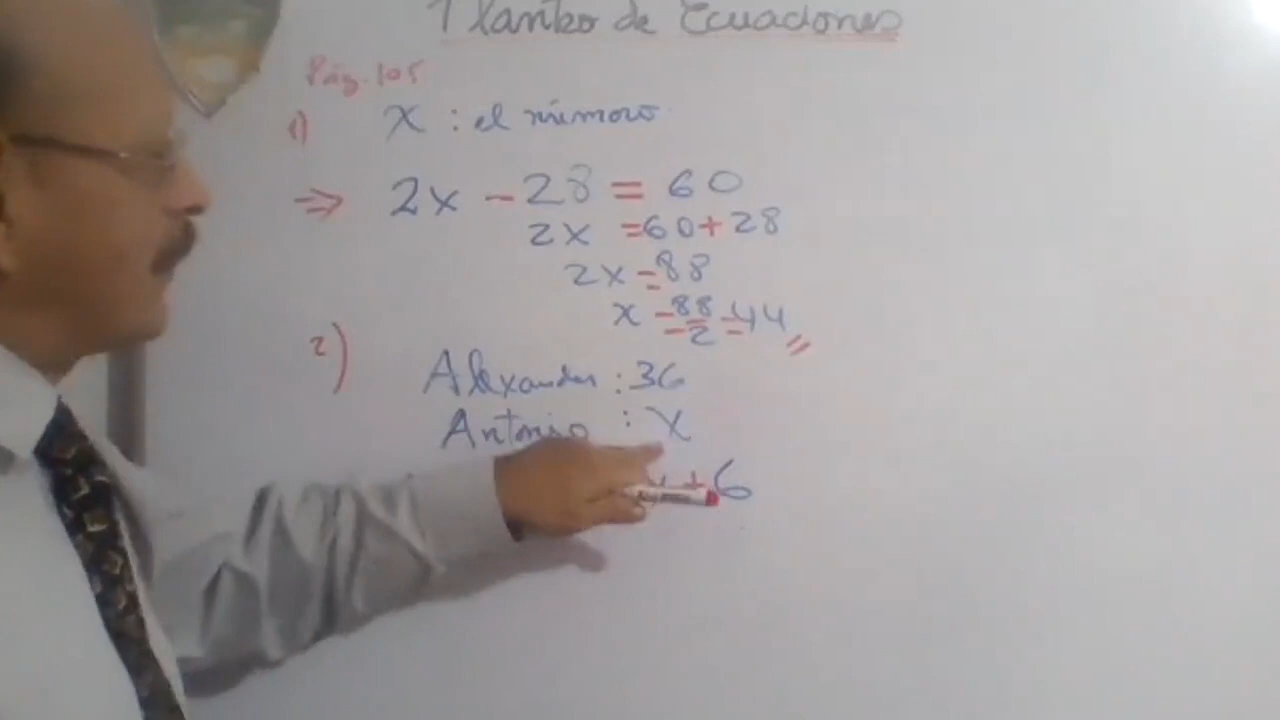 Planteo de Ecuaciones
Pág. 105
1) x : el número
⇒ 2x - 28 = 60
2x = 60 + 28
2x = 88
x = 88/2 = 44 //
2) Alexander : 36
Antonio : x
+ 6